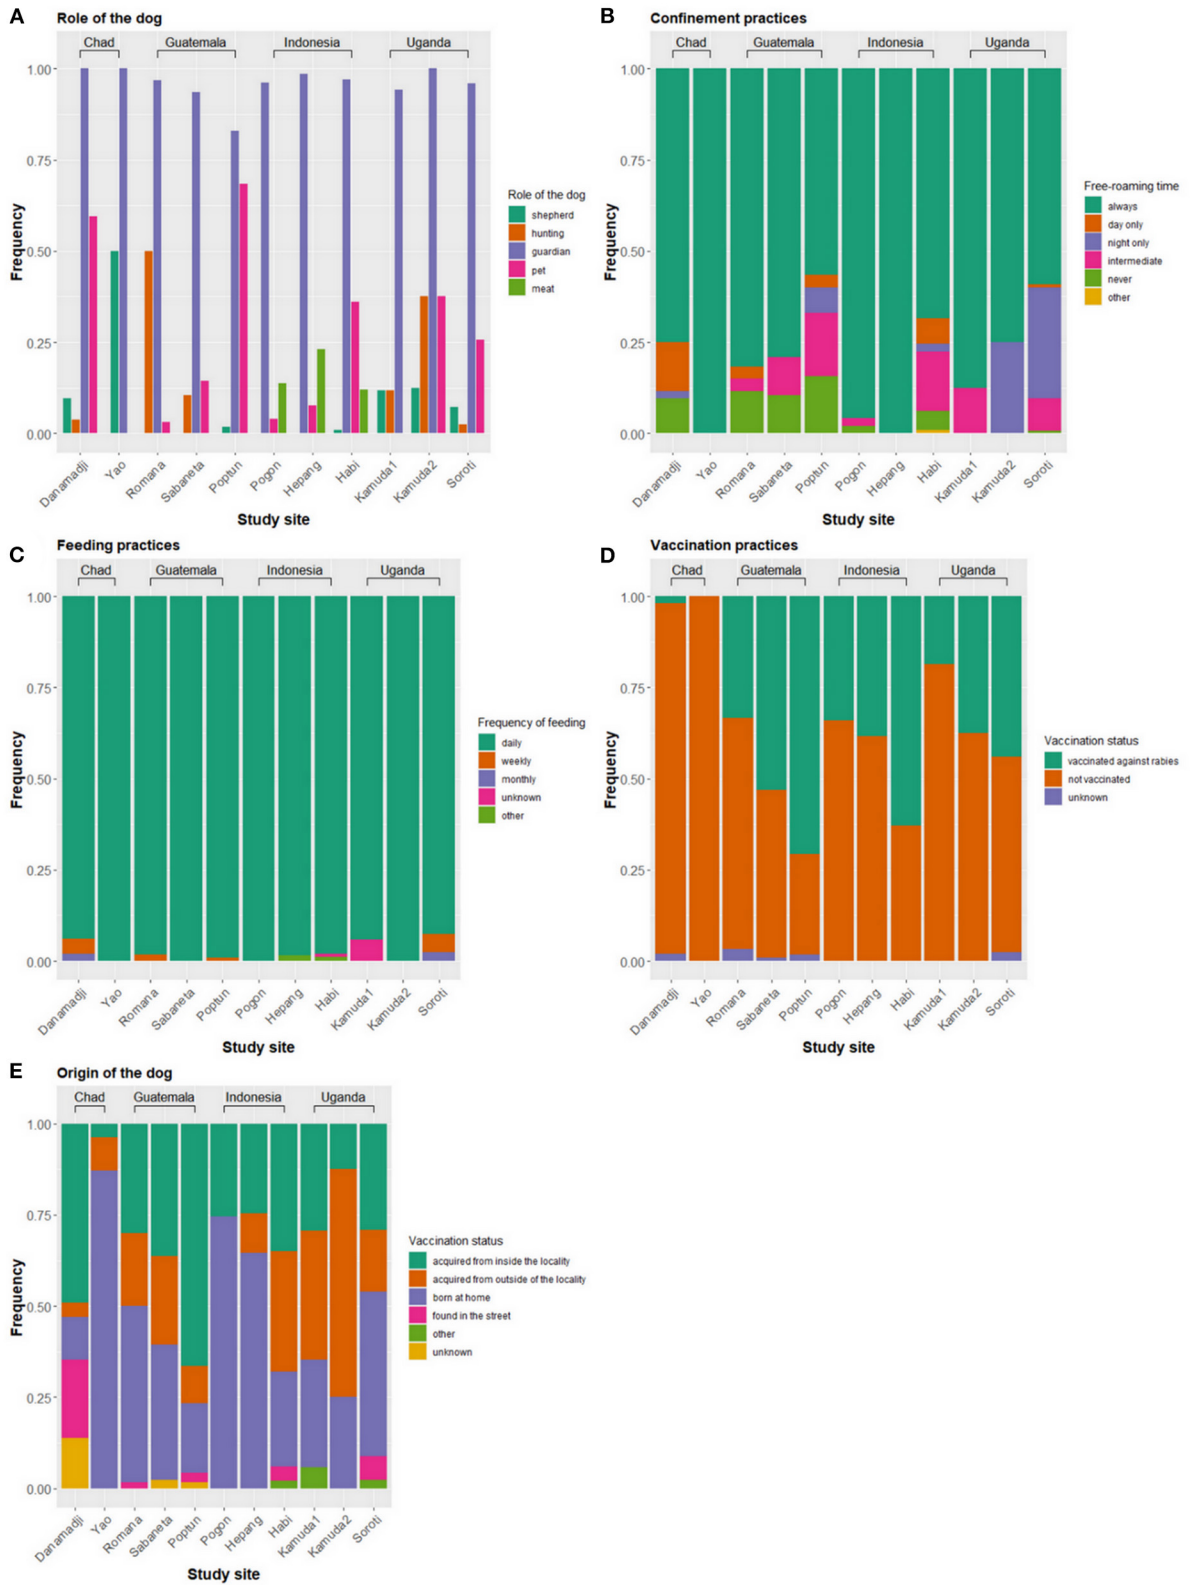 A
Role of the dog
Chad
Guatemala
Indonesia
Uganda
1.00
0.75
0.50
0.25
0.00
Frequency
Danamadji
Yao
Romana
Sabaneta
Poptun
Pogon
Hepang
Habi
Kamuda1
Kamuda2
Soroti
Study site
Role of the dog
shepherd
hunting
guardian
pet
meat
B
Confinement practices
Chad
Guatemala
Indonesia
Uganda
1.00
0.75
0.50
0.25
0.00
Frequency
Danamadji
Yao
Romana
Sabaneta
Poptun
Pogon
Hepang
Habi
Kamuda1
Kamuda2
Soroti
Study site
Free-roaming time
always
day only
night only
intermediate
never
other
C
Feeding practices
Chad
Guatemala
Indonesia
Uganda
1.00
0.75
0.50
0.25
0.00
Frequency
Danamadji
Yao
Romana
Sabaneta
Poptun
Pogon
Hepang
Habi
Kamuda1
Kamuda2
Soroti
Study site
Frequency of feeding
daily
weekly
monthly
unknown
other
D
Vaccination practices
Chad
Guatemala
Indonesia
Uganda
1.00
0.75
0.50
0.25
0.00
Frequency
Danamadji
Yao
Romana
Sabaneta
Poptun
Pogon
Hepang
Habi
Kamuda1
Kamuda2
Soroti
Study site
Vaccination status
vaccinated against rabies
not vaccinated
unknown
E
Origin of the dog
Chad
Guatemala
Indonesia
Uganda
1.00
0.75
0.50
0.25
0.00
Frequency
Danamadji
Yao
Romana
Sabaneta
Poptun
Pogon
Hepang
Habi
Kamuda1
Kamuda2
Soroti
Study site
Vaccination status
acquired from inside the locality
acquired from outside of the locality
born at home
found in the street
other
unknown